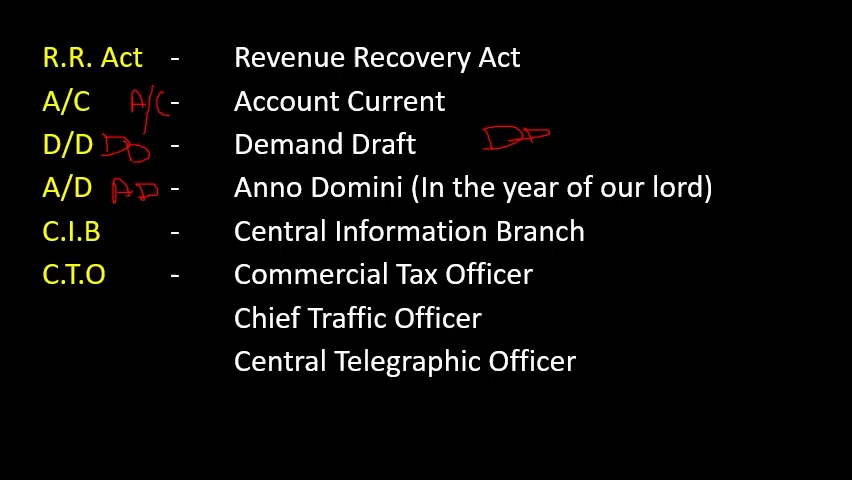 R.R. Act - Revenue Recovery Act
A/C A/C - Account Current
D/D DD - Demand Draft DD
A/D AD - Anno Domini (In the year of our lord)
C.I.B - Central Information Branch
C.T.O - Commercial Tax Officer
Chief Traffic Officer
Central Telegraphic Officer